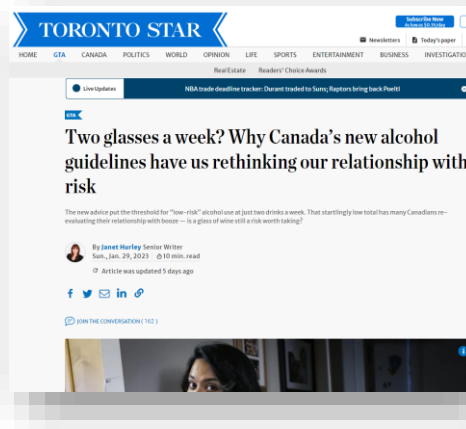 TORONTO STAR
Subscribe Now
Newsletters
Today's paper
HOME GTA CANADA POLITICS WORLD OPINION LIFE SPORTS ENTERTAINMENT BUSINESS INVESTIGATIO
Real Estate Readers' Choice Awards
Live Updates NBA trade deadline tracker: Durant traded to Suns; Raptors bring back Poeltl
GTA
Two glasses a week? Why Canada's new alcohol
guidelines have us rethinking our relationship with
risk
The new advice put the threshold for "low-risk" alcohol use at just two drinks a week. That startlingly low total has many Canadians re-
evaluating their relationship with booze — is a glass of wine still a risk worth taking?
By Janet Hurley Senior Writer
Sun., Jan. 29, 2023 10 min. read
Article was updated 5 days ago
JOIN THE CONVERSATION ( 162 )